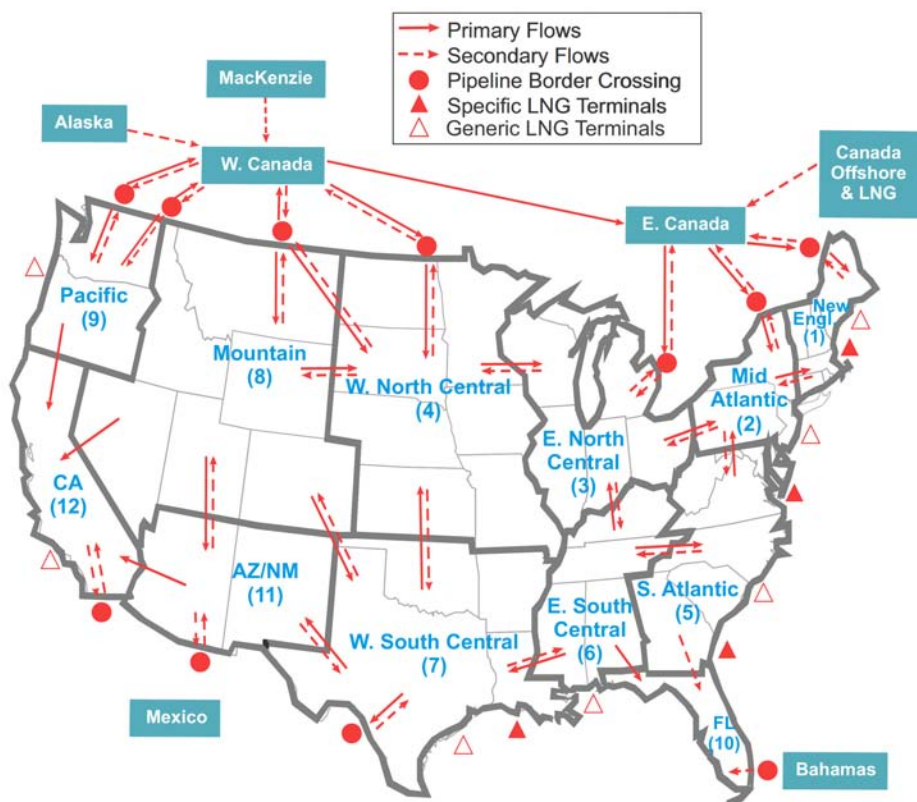 Primary Flows
Secondary Flows
Pipeline Border Crossing
Specific LNG Terminals
Generic LNG Terminals
MacKenzie
Alaska
W. Canada
Canada
Offshore
& LNG
E. Canada
Pacific
(9)
Mountain
(8)
W. North Central
(4)
New
Engl.
(1)
Mid
Atlantic
(2)
E. North
Central
(3)
CA
(12)
AZ/NM
(11)
W. South Central
(7)
E. South
Central
(6)
S. Atlantic
(5)
FL
(10)
Mexico
Bahamas